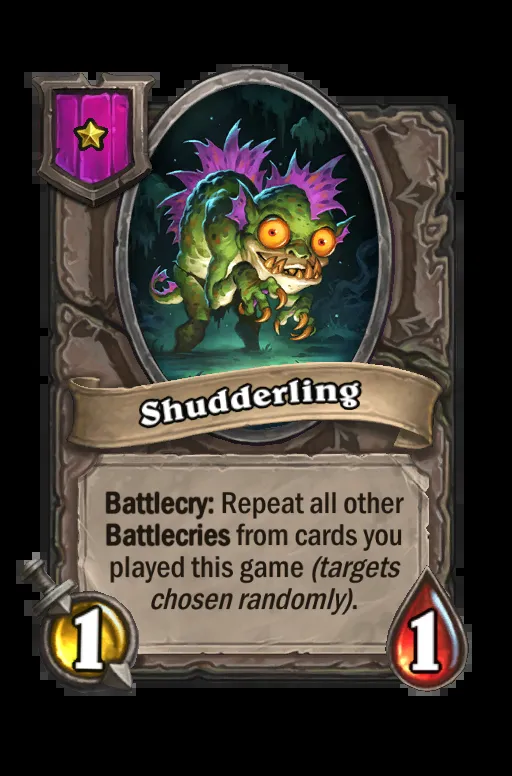 Shudderling
Battlecry: Repeat all other
Battlecries from cards you
played this game (targets
chosen randomly).
1
1